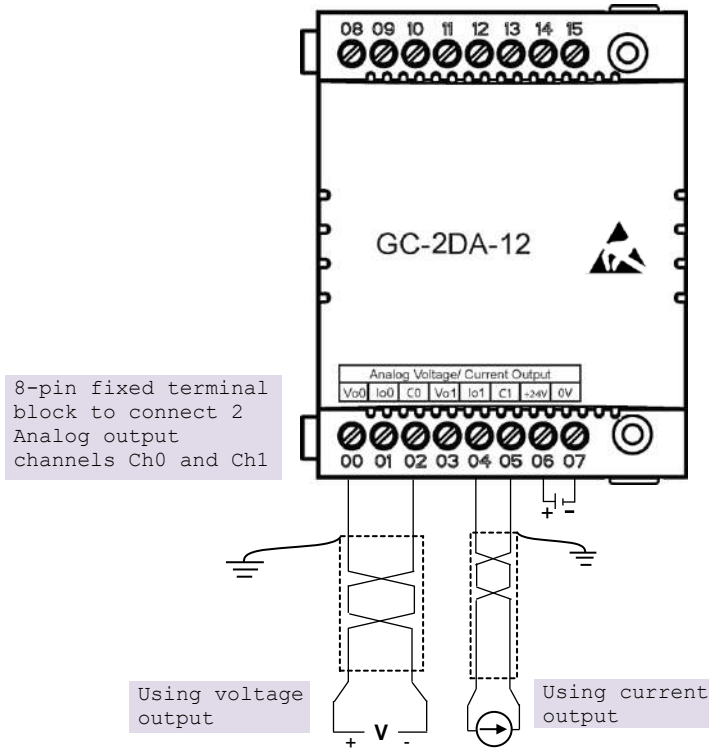 08 09 10 11 12 13 14 15
GC-2DA-12
Analog Voltage/ Current Output
Vo0 Io0 C0 Vo1 Io1 C1 +24V 0V
8-pin fixed terminal
block to connect 2
Analog output
channels Ch0 and Ch1
00 01 02 03 04 05 06 07
+ -
Using voltage
output
+ V -
Using current
output